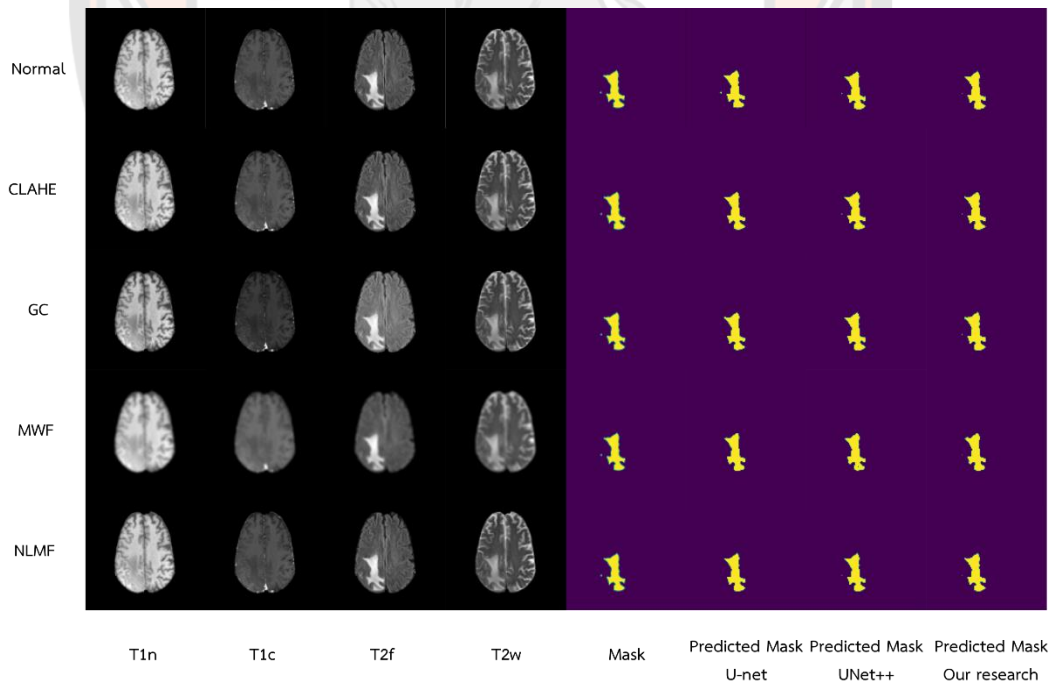 Normal
CLAHE
GC
MWF
NLMF
T1n T1c T2f T2w Mask Predicted Mask Predicted Mask Predicted Mask
U-net UNet++ Our research